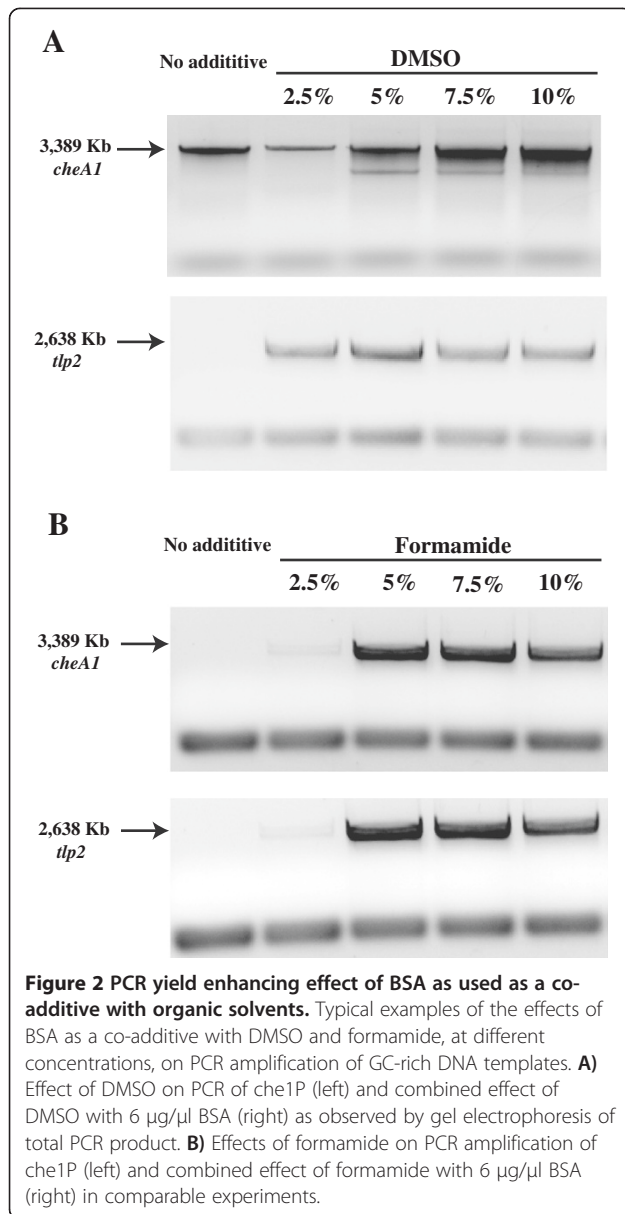 A
No addititive
DMSO
2.5% 5% 7.5% 10%
3,389 Kb
cheA1
2,638 Kb
tlp2
B
No addititive
Formamide
2.5% 5% 7.5% 10%
3,389 Kb
cheA1
2,638 Kb
tlp2
Figure 2 PCR yield enhancing effect of BSA as used as a co-
additive with organic solvents. Typical examples of the effects of
BSA as a co-additive with DMSO and formamide, at different
concentrations, on PCR amplification of GC-rich DNA templates. A)
Effect of DMSO on PCR of che1P (left) and combined effect of
DMSO with 6 μg/μl BSA (right) as observed by gel electrophoresis of
total PCR product. B) Effects of formamide on PCR amplification of
che1P (left) and combined effect of formamide with 6 μg/μl BSA
(right) in comparable experiments.